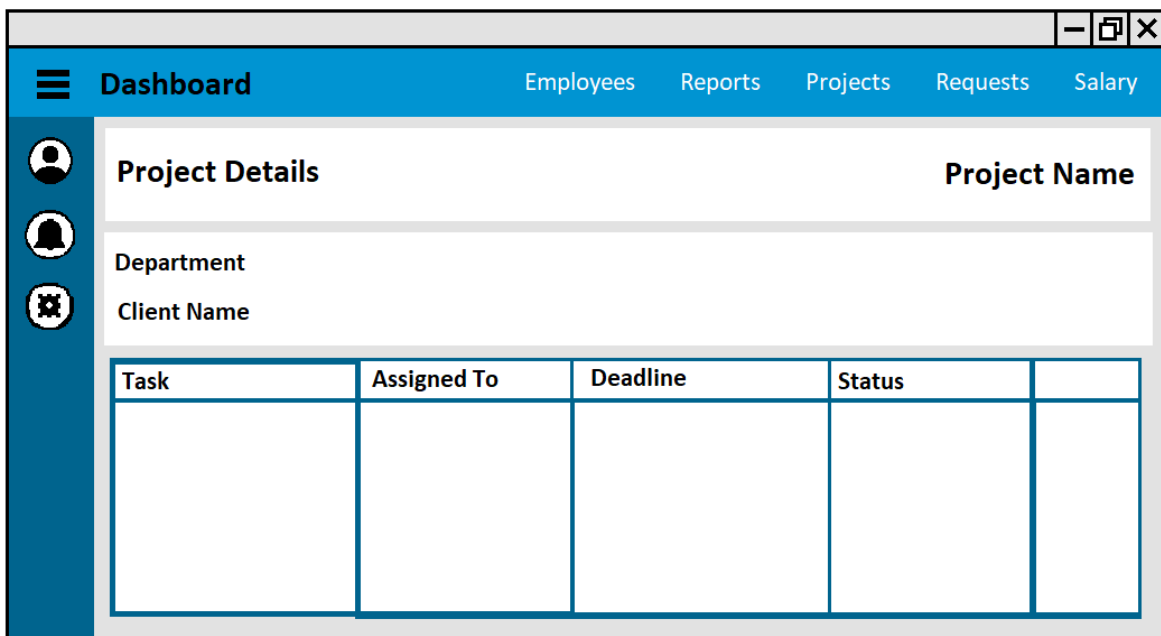 Dashboard Employees Reports Projects Requests Salary
Project Details Project Name
Department
Client Name
Task Assigned To Deadline Status